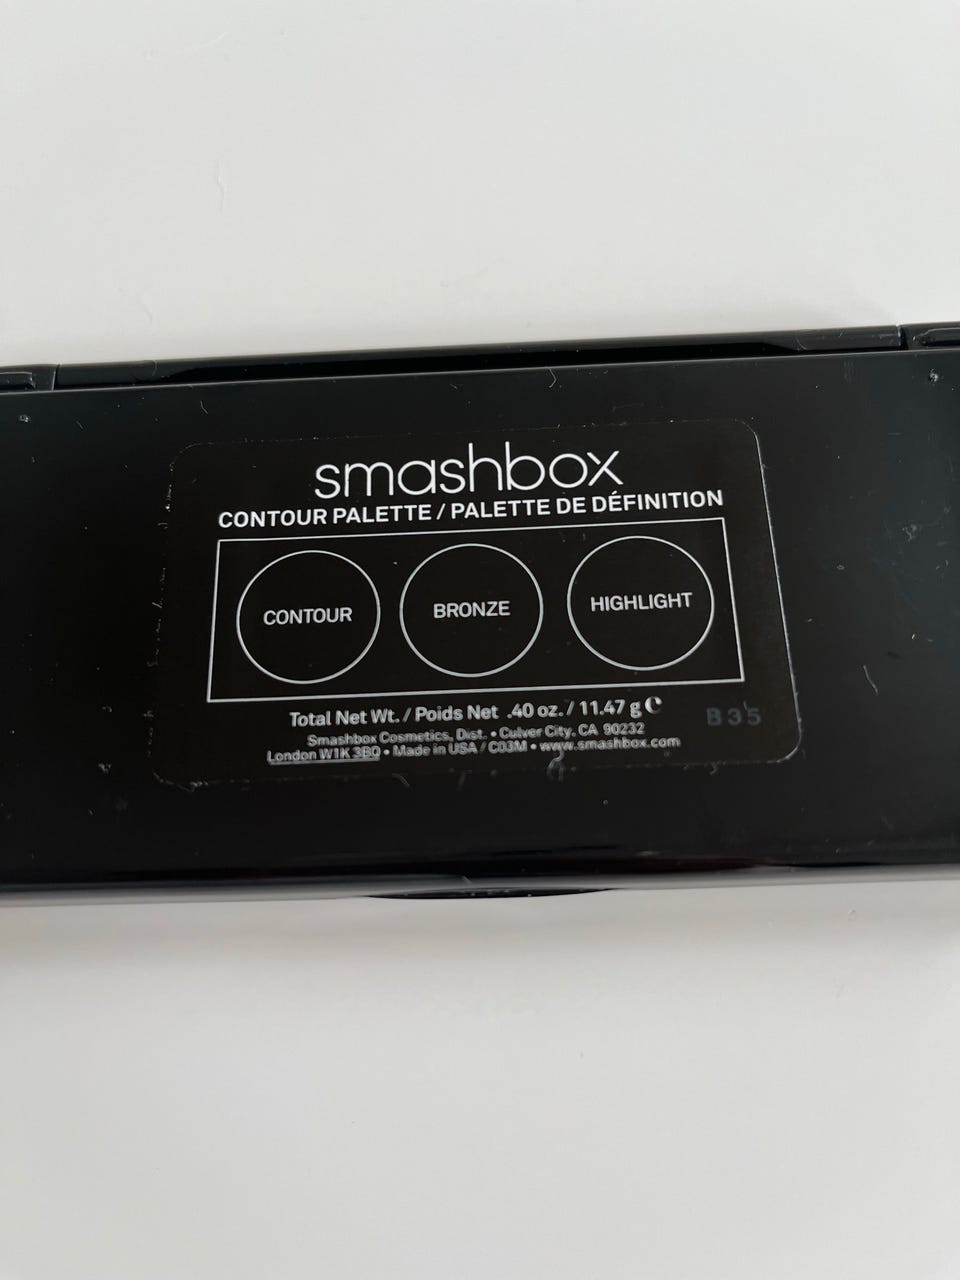 smashbox
CONTOUR PALETTE / PALETTE DE DÉFINITION
CONTOUR BRONZE HIGHLIGHT
Total Net Wt. / Poids Net .40 oz. / 11.47 g ℮
B35
Smashbox Cosmetics, Dist. • Culver City, CA 90232
London W1K 3BQ • Made in USA / C03M • www.smashbox.com